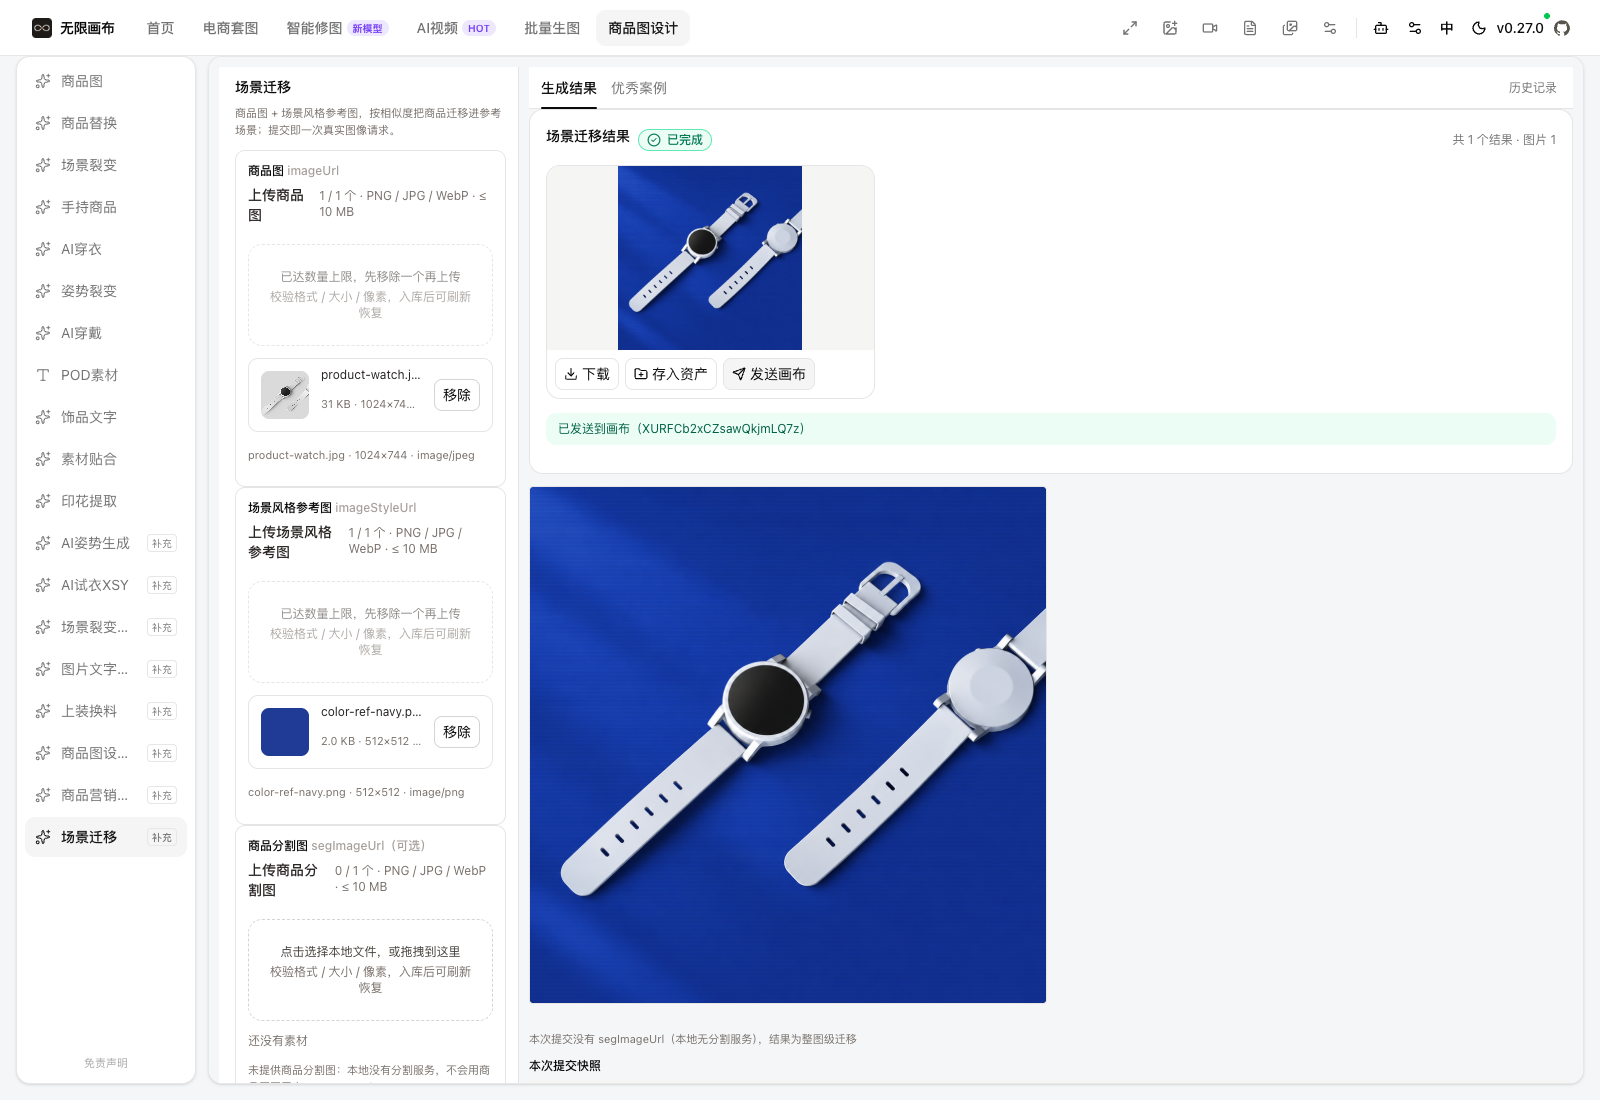 无限画布
首页
电商套图
智能修图 新模型
AI视频 HOT
批量生图
商品图设计
中
v0.27.0
商品图
商品替换
场景裂变
手持商品
AI穿衣
姿势裂变
AI穿戴
POD素材
饰品文字
素材贴合
印花提取
AI姿势生成 补充
AI试衣XSY 补充
场景裂变... 补充
图片文字... 补充
上装换料 补充
商品图设... 补充
商品营销... 补充
场景迁移 补充
免责声明
场景迁移
商品图 + 场景风格参考图，按相似度把商品迁移进参考
场景；提交即一次真实图像请求。
商品图 imageUrl
上传商品图
1 / 1 个 · PNG / JPG / WebP · ≤ 10 MB
已达数量上限，先移除一个再上传
校验格式 / 大小 / 像素，入库后可刷新
恢复
product-watch.j...
31 KB · 1024×74...
移除
product-watch.jpg · 1024×744 · image/jpeg
场景风格参考图 imageStyleUrl
上传场景风格参考图
1 / 1 个 · PNG / JPG / WebP · ≤ 10 MB
已达数量上限，先移除一个再上传
校验格式 / 大小 / 像素，入库后可刷新
恢复
color-ref-navy.p...
2.0 KB · 512×512 ...
移除
color-ref-navy.png · 512×512 · image/png
商品分割图 segImageUrl（可选）
上传商品分割图
0 / 1 个 · PNG / JPG / WebP · ≤ 10 MB
点击选择本地文件，或拖拽到这里
校验格式 / 大小 / 像素，入库后可刷新
恢复
还没有素材
未提供商品分割图：本地没有分割服务，不会用商
生成结果
优秀案例
历史记录
场景迁移结果 已完成
共 1 个结果 · 图片 1
下载
存入资产
发送画布
已发送到画布（XURFCb2xCZsawQkjmLQ7z）
本次提交没有 segImageUrl（本地无分割服务），结果为整图级迁移
本次提交快照